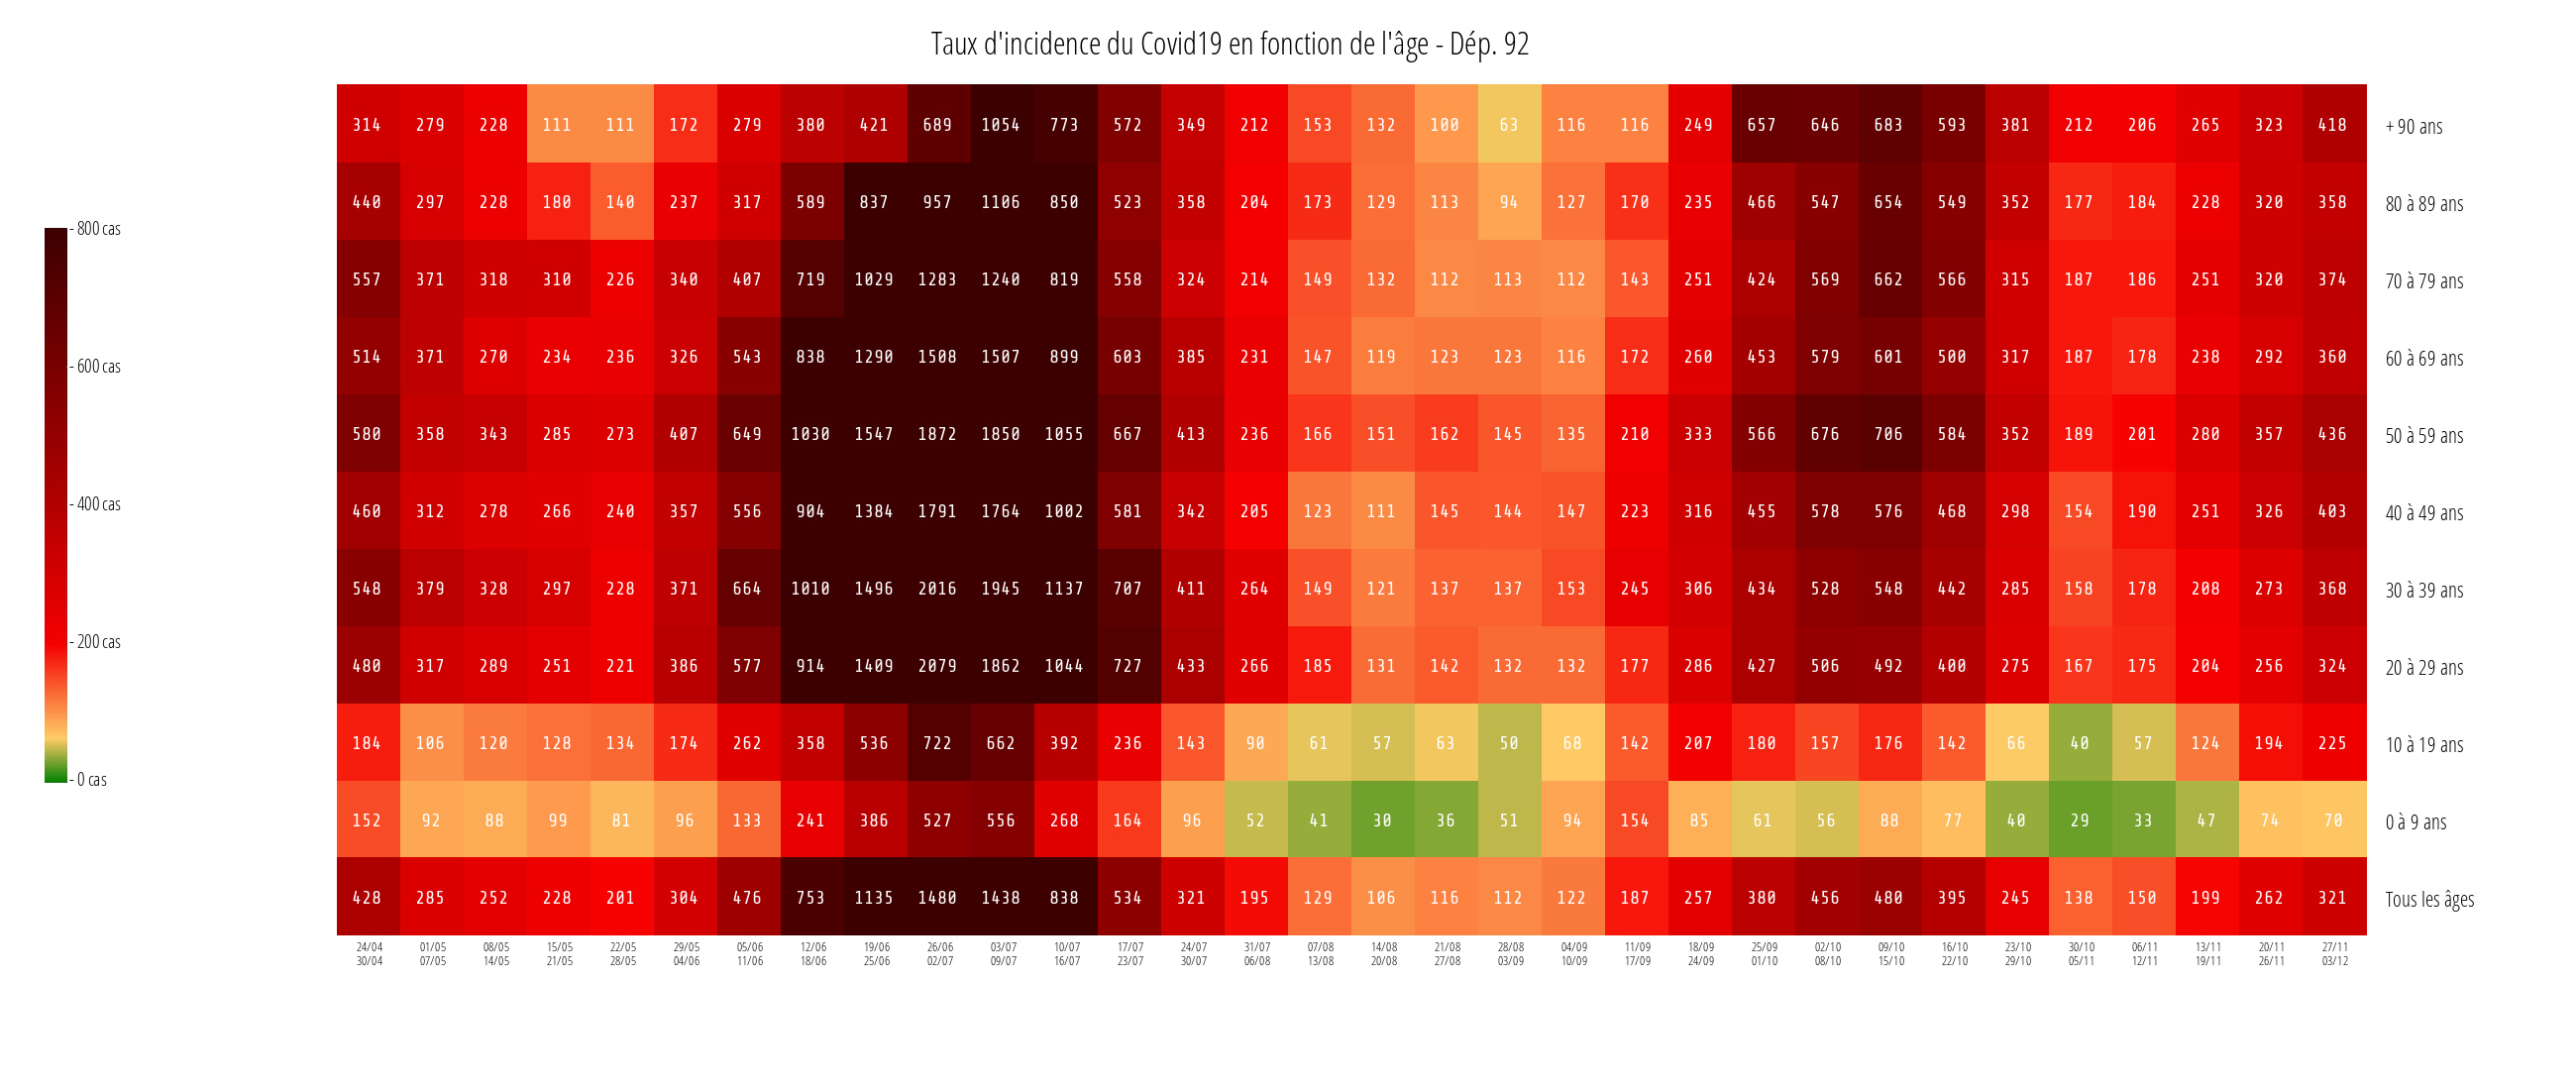 Taux d'incidence du Covid19 en fonction de l'âge - Dép. 92
- 800 cas
- 600 cas
- 400 cas
- 200 cas
- 0 cas
314 279 228 111 111 172 279 380 421 689 1054 773 572 349 212 153 132 100 63 116 116 249 657 646 683 593 381 212 206 265 323 418 + 90 ans
440 297 228 180 140 237 317 589 837 957 1106 850 523 358 204 173 129 113 94 127 170 235 466 547 654 549 352 177 184 228 320 358 80 à 89 ans
557 371 318 310 226 340 407 719 1029 1283 1240 819 558 324 214 149 132 112 113 112 143 251 424 569 662 566 315 187 186 251 320 374 70 à 79 ans
514 371 270 234 236 326 543 838 1290 1508 1507 899 603 385 231 147 119 123 123 116 172 260 453 579 601 500 317 187 178 238 292 360 60 à 69 ans
580 358 343 285 273 407 649 1030 1547 1872 1850 1055 667 413 236 166 151 162 145 135 210 333 566 676 706 584 352 189 201 280 357 436 50 à 59 ans
460 312 278 266 240 357 556 904 1384 1791 1764 1002 581 342 205 123 111 145 144 147 223 316 455 578 576 468 298 154 190 251 326 403 40 à 49 ans
548 379 328 297 228 371 664 1010 1496 2016 1945 1137 707 411 264 149 121 137 137 153 245 306 434 528 548 442 285 158 178 208 273 368 30 à 39 ans
480 317 289 251 221 386 577 914 1409 2079 1862 1044 727 433 266 185 131 142 132 132 177 286 427 506 492 400 275 167 175 204 256 324 20 à 29 ans
184 106 120 128 134 174 262 358 536 722 662 392 236 143 90 61 57 63 50 68 142 207 180 157 176 142 66 40 57 124 194 225 10 à 19 ans
152 92 88 99 81 96 133 241 386 527 556 268 164 96 52 41 30 36 51 94 154 85 61 56 88 77 40 29 33 47 74 70 0 à 9 ans
428 285 252 228 201 304 476 753 1135 1480 1438 838 534 321 195 129 106 116 112 122 187 257 380 456 480 395 245 138 150 199 262 321 Tous les âges
24/04 01/05 08/05 15/05 22/05 29/05 05/06 12/06 19/06 26/06 03/07 10/07 17/07 24/07 31/07 07/08 14/08 21/08 28/08 04/09 11/09 18/09 25/09 02/10 09/10 16/10 23/10 30/10 06/11 13/11 20/11 27/11
30/04 07/05 14/05 21/05 28/05 04/06 11/06 18/06 25/06 02/07 09/07 16/07 23/07 30/07 06/08 13/08 20/08 27/08 03/09 10/09 17/09 24/09 01/10 08/10 15/10 22/10 29/10 05/11 12/11 19/11 26/11 03/12